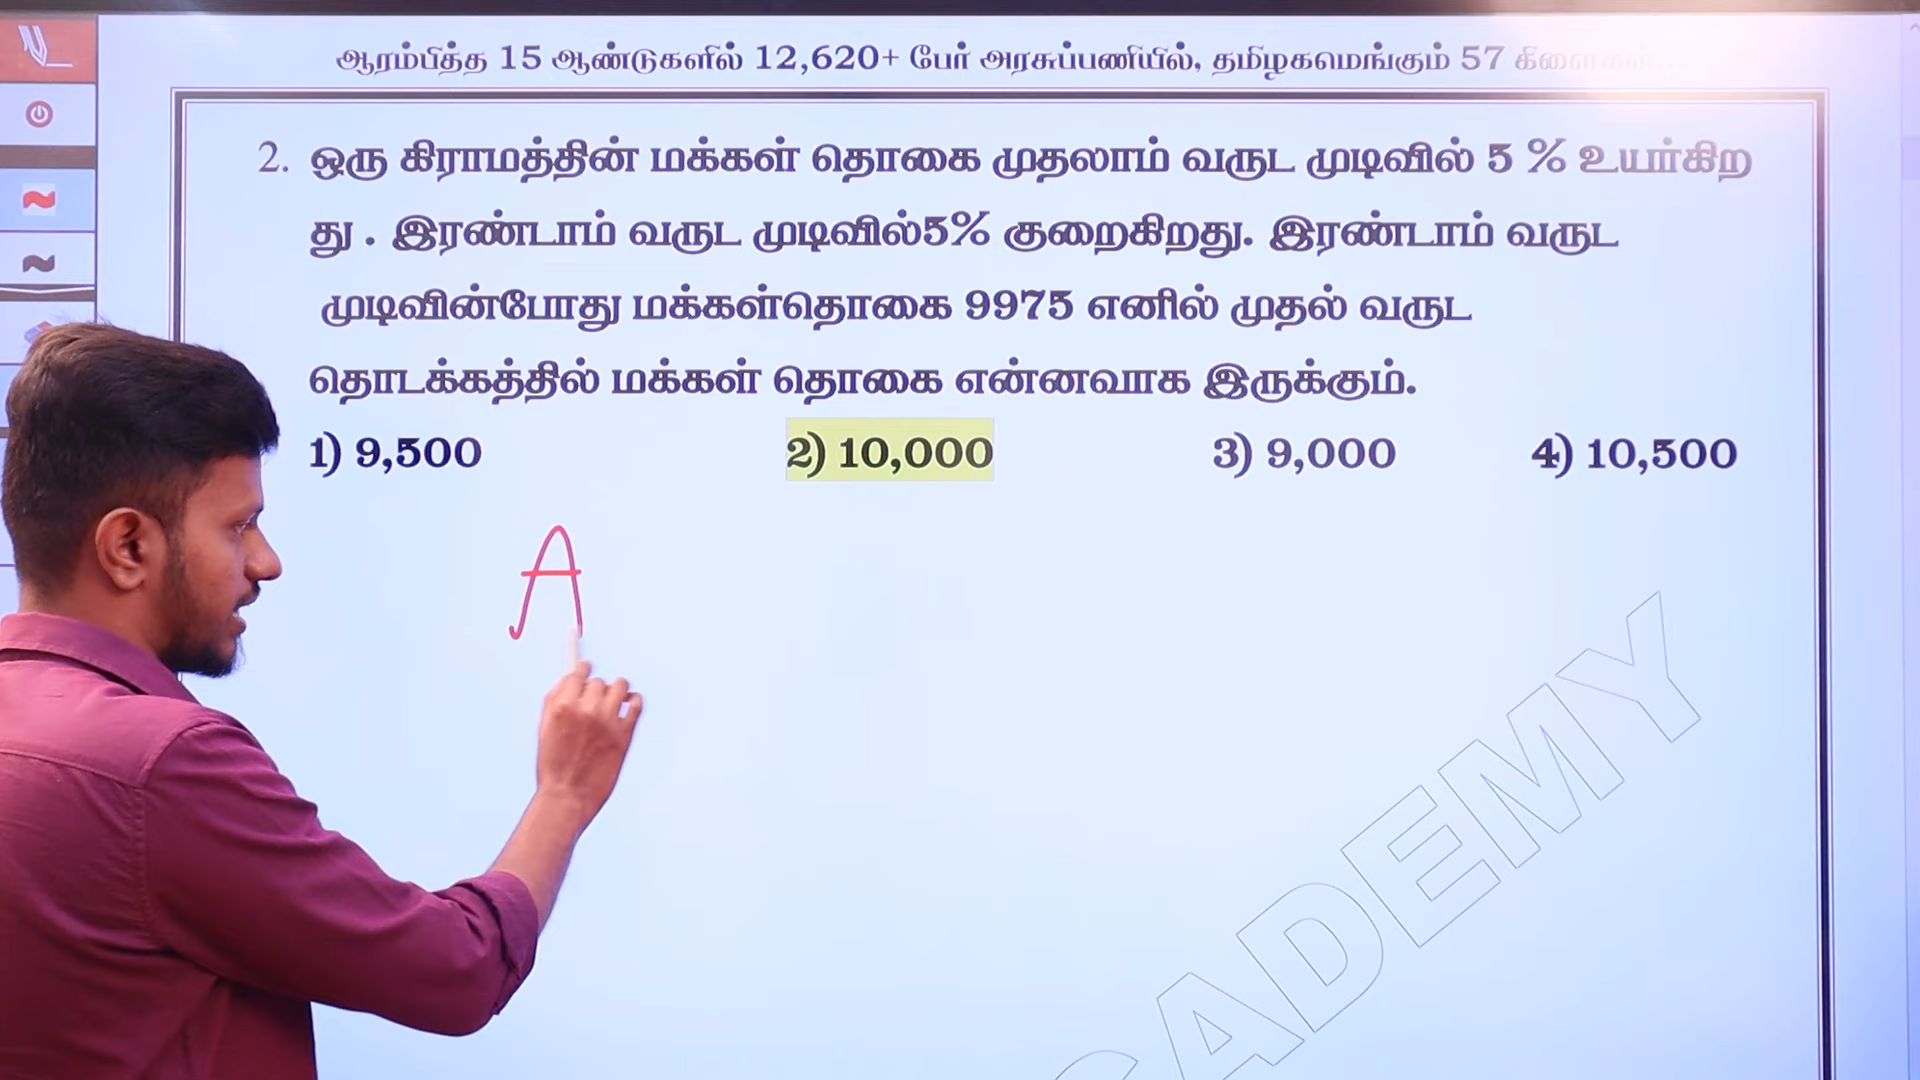 ஆரம்பித்த 15 ஆண்டுகளில் 12,620+ பேர் அரசுப்பணியில், தமிழகமெங்கும் 57 கிளைகள்...
2. ஒரு கிராமத்தின் மக்கள் தொகை முதலாம் வருட முடிவில் 5 % உயர்கிற
து . இரண்டாம் வருட முடிவில்5% குறைகிறது. இரண்டாம் வருட
முடிவின்போது மக்கள்தொகை 9975 எனில் முதல் வருட
தொடக்கத்தில் மக்கள் தொகை என்னவாக இருக்கும்.
1) 9,500 2) 10,000 3) 9,000 4) 10,500
A